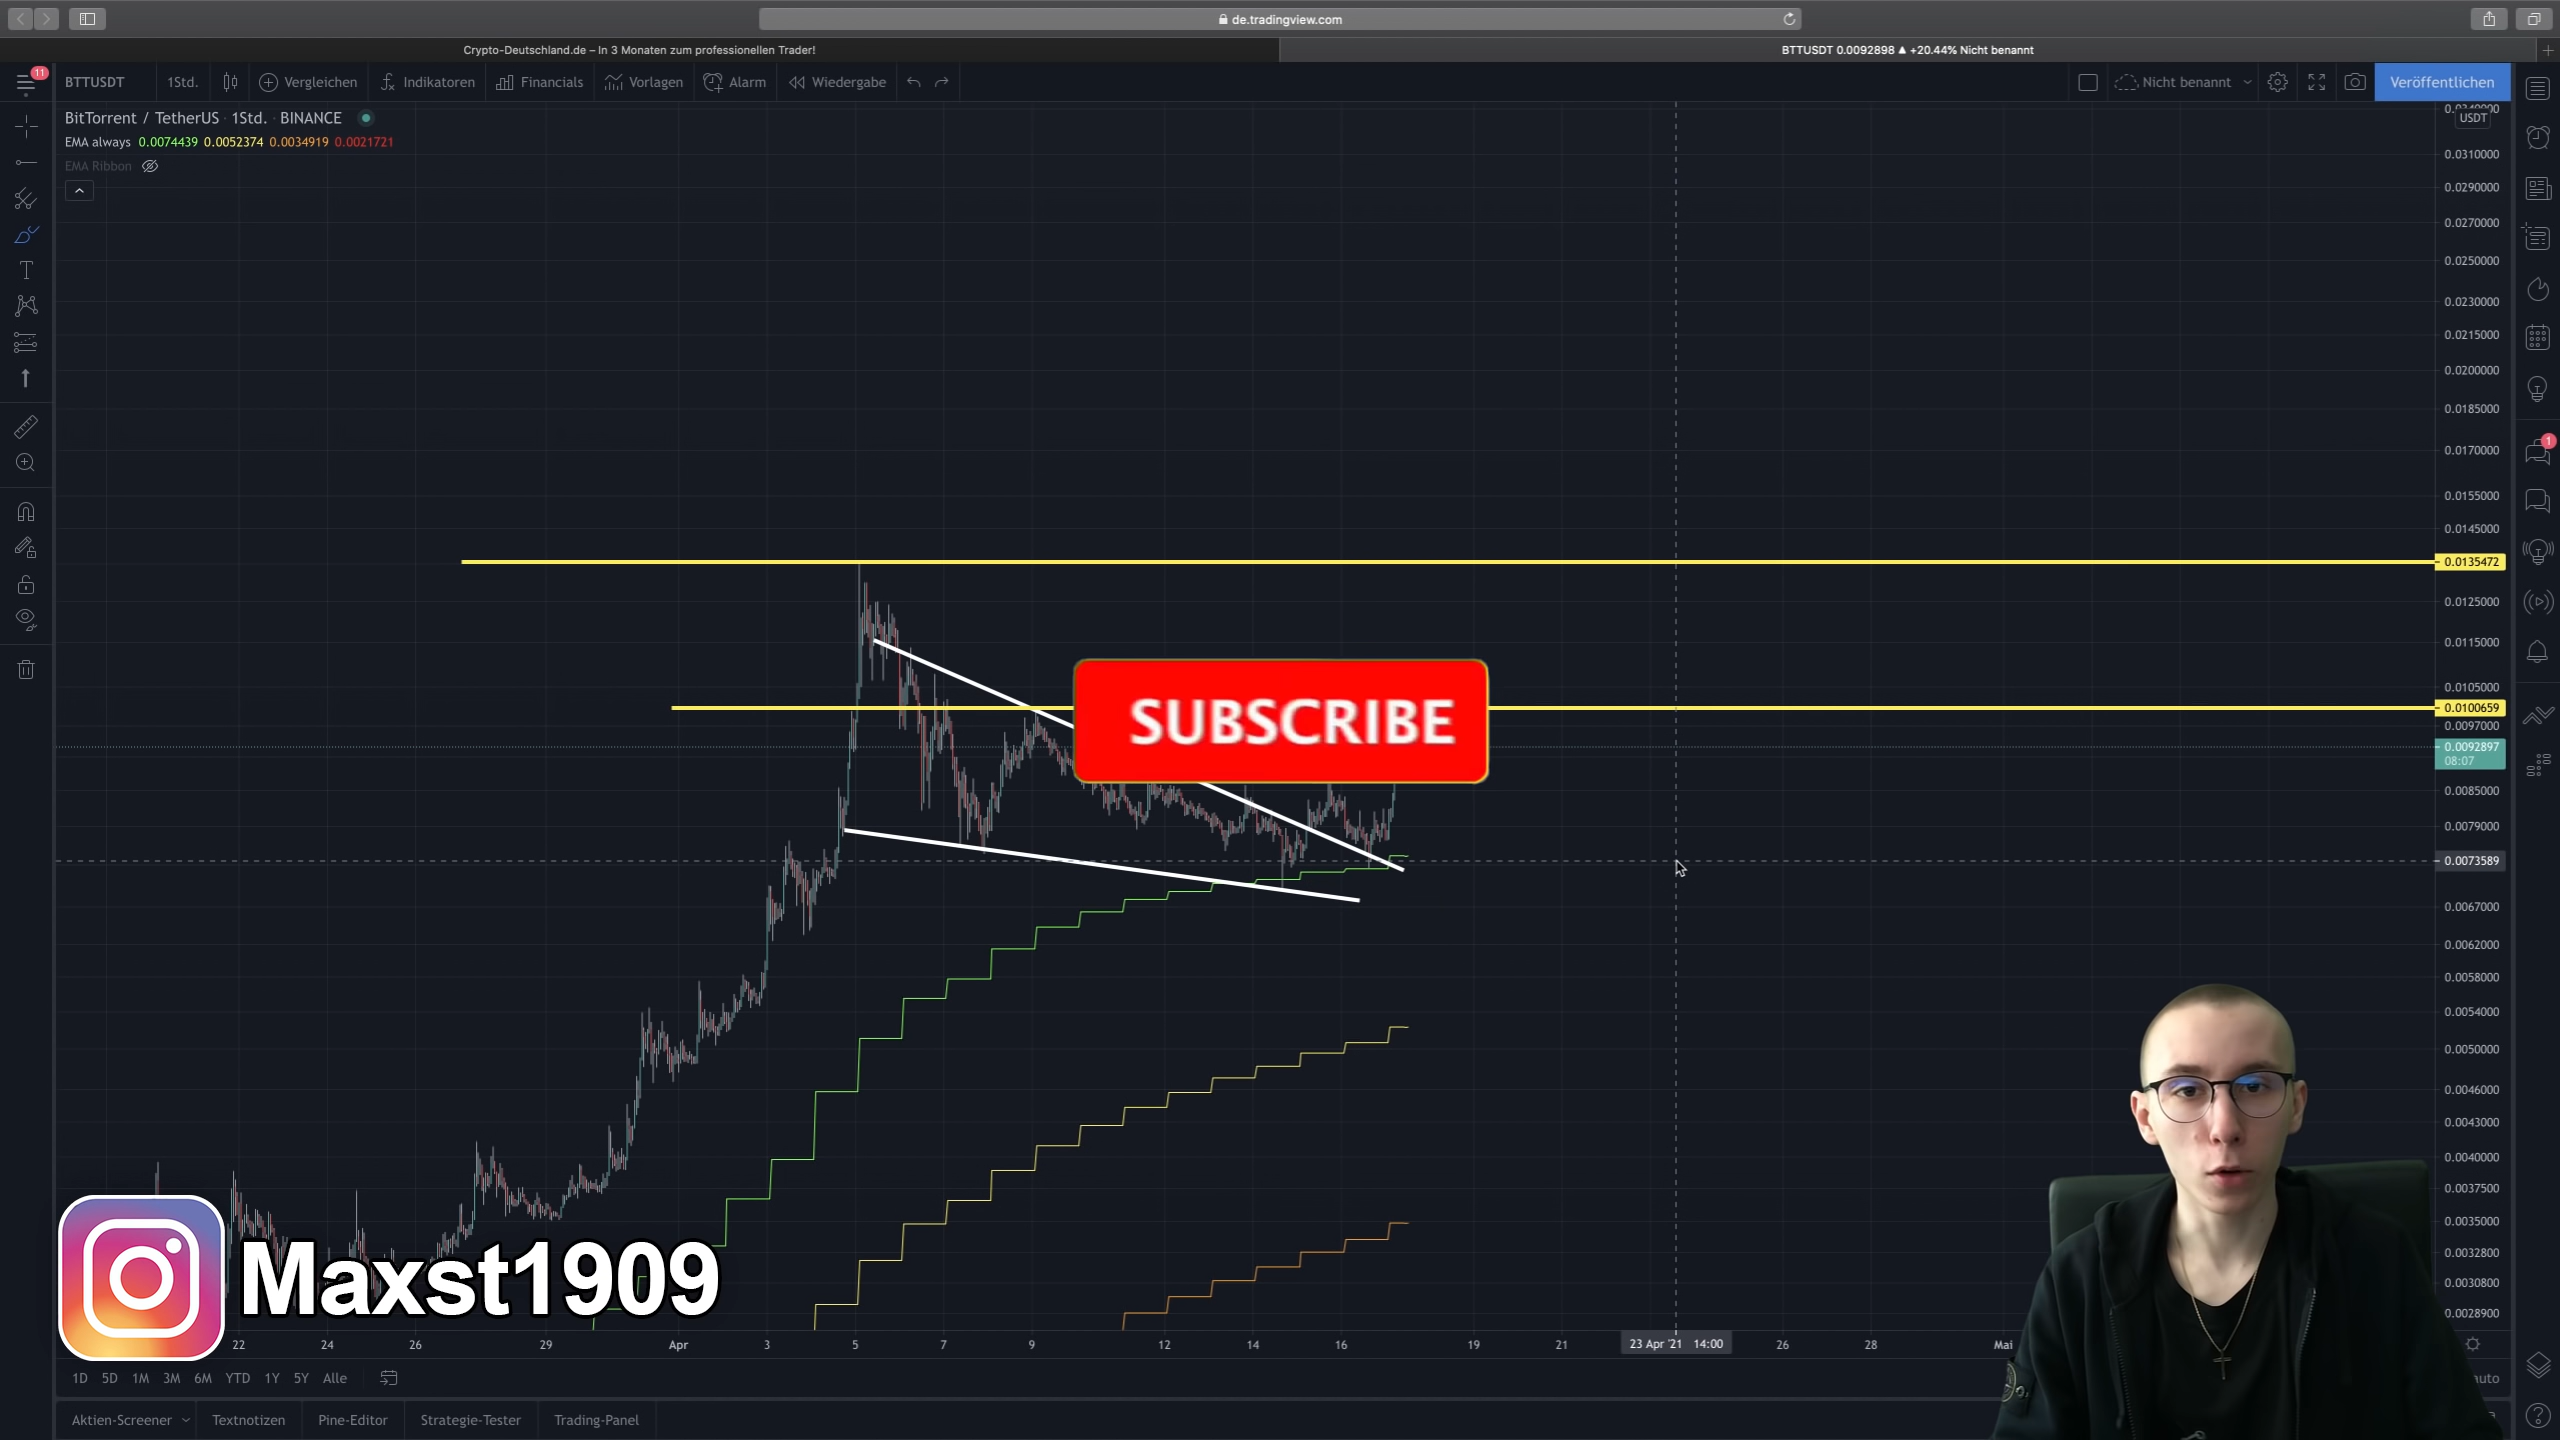 de.tradingview.com
Crypto-Deutschland.de – In 3 Monaten zum professionellen Trader!
BTTUSDT 0.0092898 ▲ +20.44% Nicht benannt
11
BTTUSDT
1Std.
Vergleichen
Indikatoren
Financials
Vorlagen
Alarm
Wiedergabe
Nicht benannt
Veröffentlichen
BitTorrent / TetherUS · 1Std. · BINANCE
EMA always 0.0074439 0.0052374 0.0034919 0.0021721
EMA Ribbon
USDT
0.0310000
0.0290000
0.0270000
0.0250000
0.0230000
0.0215000
0.0200000
0.0185000
0.0170000
1
0.0155000
0.0145000
0.0135472
0.0125000
0.0115000
0.0105000
0.0100659
0.0097000
0.0092897
08:07
0.0085000
0.0079000
0.0073589
0.0067000
0.0062000
0.0058000
0.0054000
0.0050000
0.0046000
0.0043000
0.0040000
0.0037500
0.0035000
0.0032800
0.0030800
0.0028900
SUBSCRIBE
Maxst1909
22 24 26 29 Apr 3 5 7 9 12 14 16 19 21 23 Apr '21 14:00 26 28 Mai
1D 5D 1M 3M 6M YTD 1Y 5Y Alle
auto
Aktien-Screener
Textnotizen
Pine-Editor
Strategie-Tester
Trading-Panel